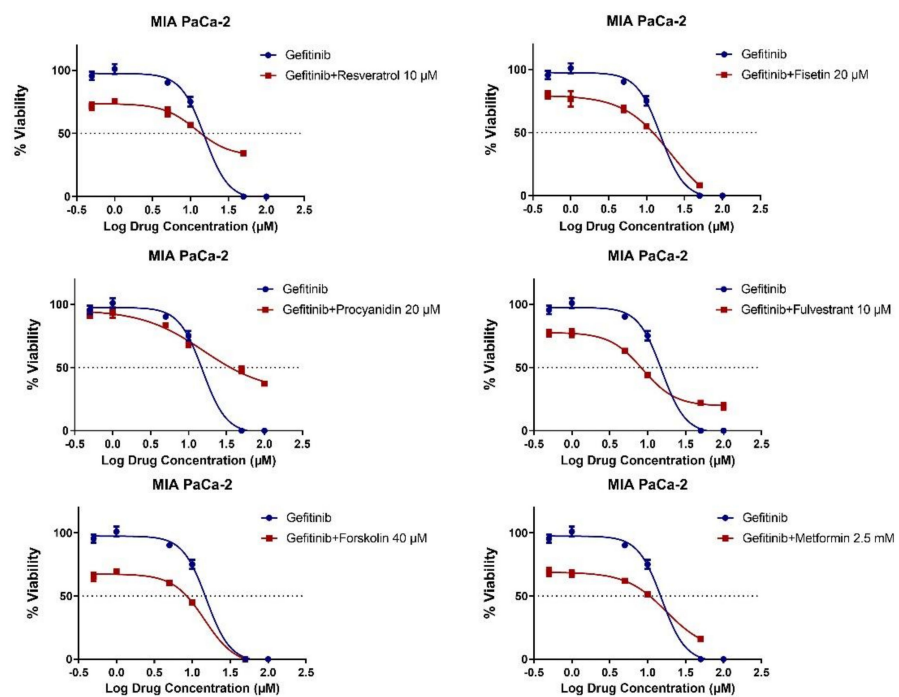 MIA PaCa-2
Gefitinib
Gefitinib+Resveratrol 10 µM
% Viability
100
50
0
-0.5 0.0 0.5 1.0 1.5 2.0 2.5
Log Drug Concentration (µM)
MIA PaCa-2
Gefitinib
Gefitinib+Fisetin 20 µM
% Viability
100
50
0
-0.5 0.0 0.5 1.0 1.5 2.0 2.5
Log Drug Concentration (µM)
MIA PaCa-2
Gefitinib
Gefitinib+Procyanidin 20 µM
% Viability
100
50
0
-0.5 0.0 0.5 1.0 1.5 2.0 2.5
Log Drug Concentration (µM)
MIA PaCa-2
Gefitinib
Gefitinib+Fulvestrant 10 µM
% Viability
100
50
0
-0.5 0.0 0.5 1.0 1.5 2.0 2.5
Log Drug Concentration (µM)
MIA PaCa-2
Gefitinib
Gefitinib+Forskolin 40 µM
% Viability
100
50
0
-0.5 0.0 0.5 1.0 1.5 2.0 2.5
Log Drug Concentration (µM)
MIA PaCa-2
Gefitinib
Gefitinib+Metformin 2.5 mM
% Viability
100
50
0
-0.5 0.0 0.5 1.0 1.5 2.0 2.5
Log Drug Concentration (µM)